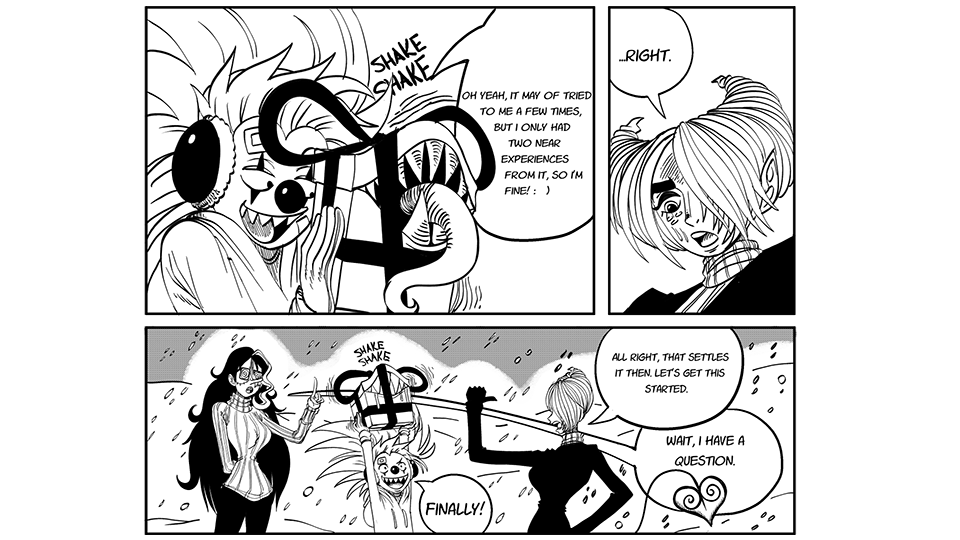 SHAKE
SHAKE
OH YEAH, IT MAY OF TRIED
TO ME A FEW TIMES,
BUT I ONLY HAD
TWO NEAR
EXPERIENCES
FROM IT, SO I'M
FINE! : )
...RIGHT.
SHAKE
SHAKE
ALL RIGHT, THAT SETTLES
IT THEN. LET'S GET THIS
STARTED.
WAIT, I HAVE A
QUESTION.
FINALLY!